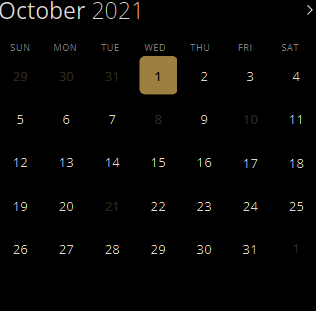 October 2021
SUN MON TUE WED THU FRI SAT
29 30 31 1 2 3 4
5 6 7 8 9 10 11
12 13 14 15 16 17 18
19 20 21 22 23 24 25
26 27 28 29 30 31 1